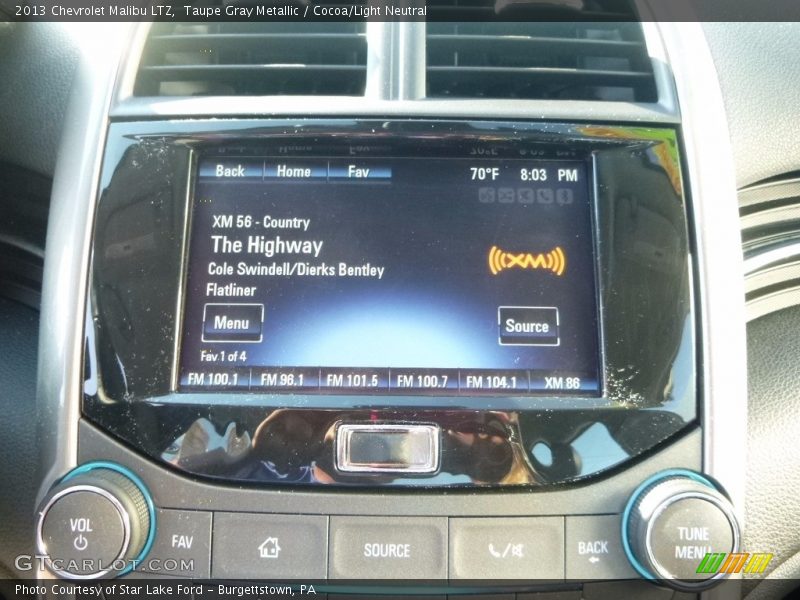 2013 Chevrolet Malibu LTZ,  Taupe Gray Metallic / Cocoa/Light Neutral
Back Home Fav 70°F 8:03 PM
XM 56 - Country
The Highway
Cole Swindell/Dierks Bentley
Flatliner
((XM))
Menu Source
Fav 1 of 4
FM 100.1 FM 96.1 FM 101.5 FM 100.7 FM 104.1 XM 86
VOL FAV SOURCE BACK TUNE
MENU
GTCARLOT.COM
Photo Courtesy of Star Lake Ford - Burgettstown, PA